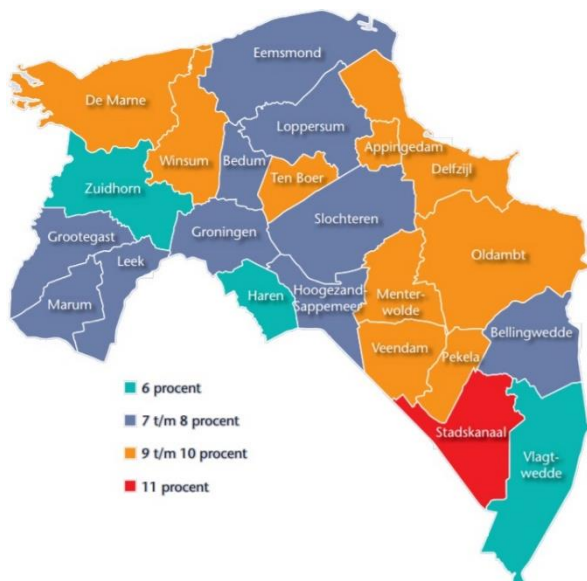 Eemsmond
De Marne
Loppersum
Winsum
Bedum
Appingedam
Delfzijl
Ten Boer
Zuidhorn
Slochteren
Grootegast
Groningen
Oldambt
Leek
Marum
Haren
Hoogezand-
Sappemeer
Menter-
wolde
Bellingwedde
Veendam
Pekela
Stadskanaal
Vlagt-
wedde
6 procent
7 t/m 8 procent
9 t/m 10 procent
11 procent